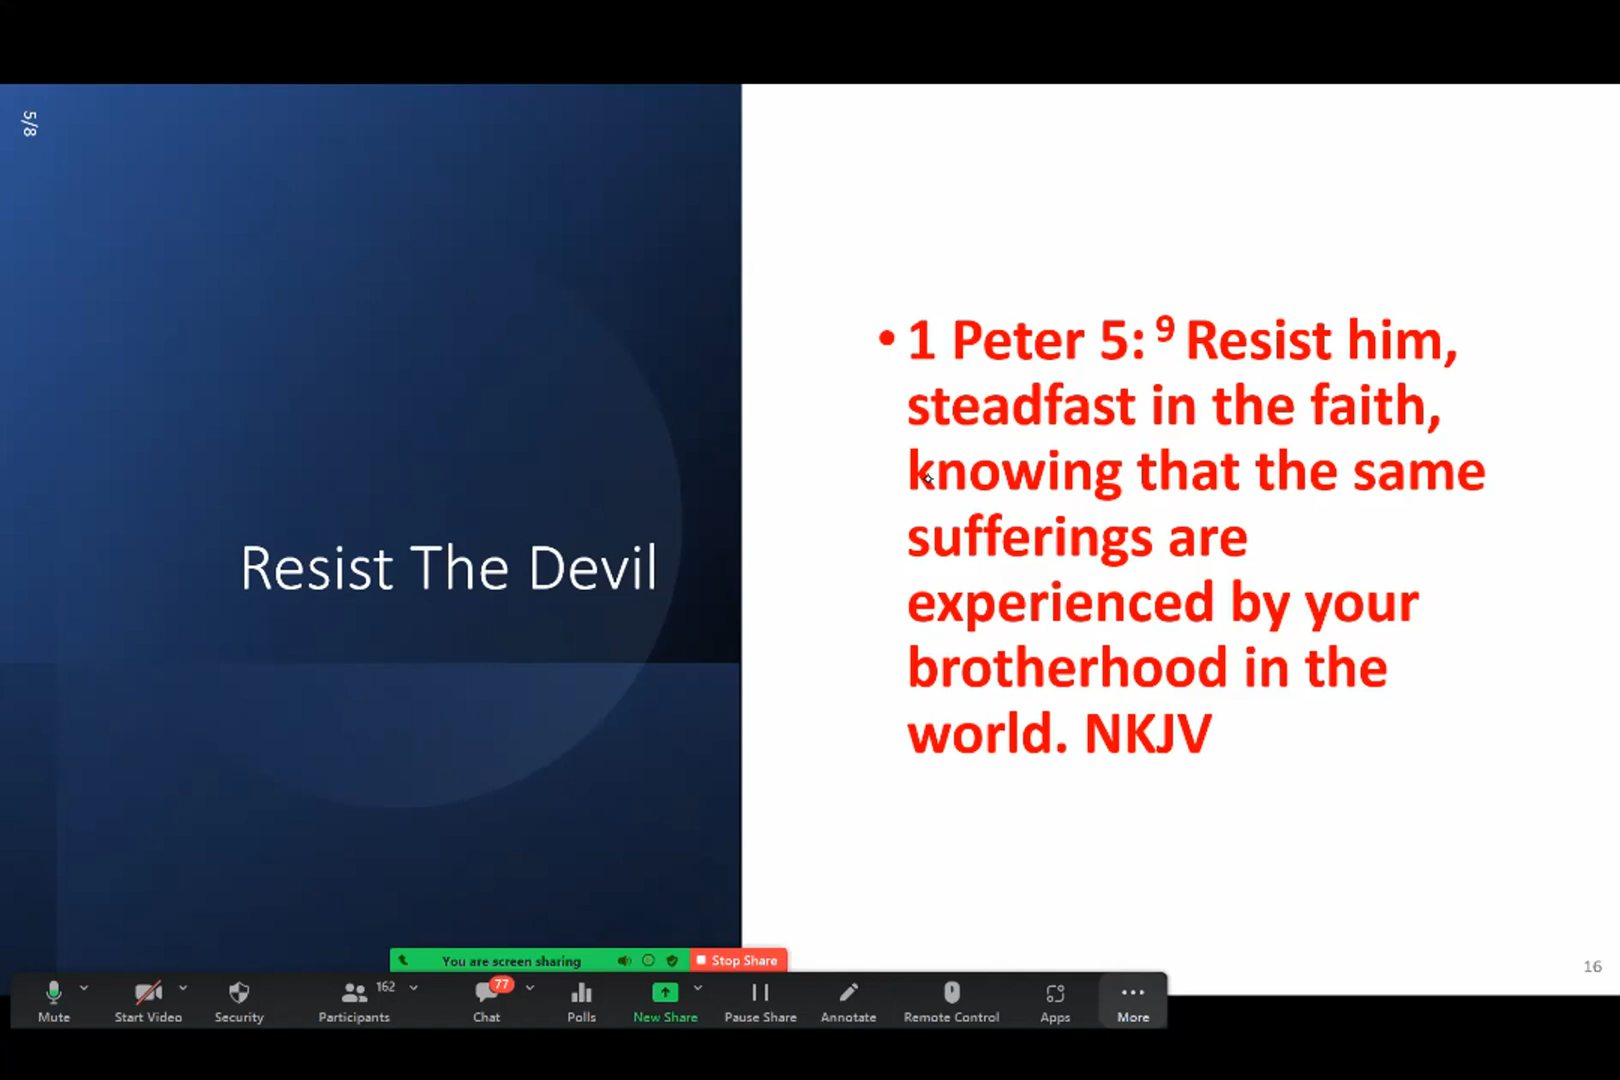 5/8
Resist The Devil
• 1 Peter 5: 9 Resist him,
steadfast in the faith,
knowing that the same
sufferings are
experienced by your
brotherhood in the
world. NKJV
16
You are screen sharing
Stop Share
Mute
Start Video
Security
Participants 162
Chat 77
Polls
New Share
Pause Share
Annotate
Remote Control
Apps
More